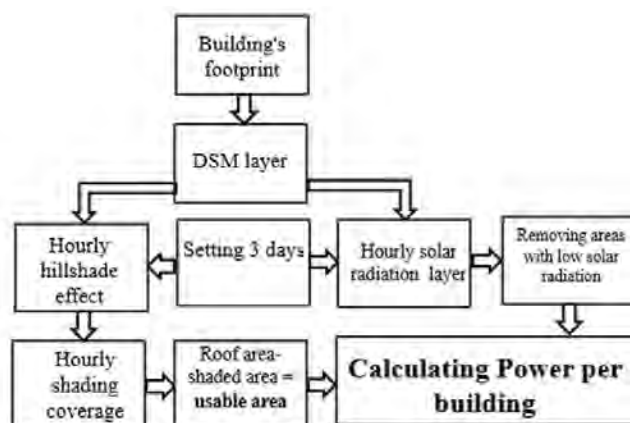 Building's
footprint
DSM layer
Hourly
hillshade
effect
Setting 3 days
Hourly solar
radiation layer
Removing areas
with low solar
radiation
Hourly
shading
coverage
Roof area-
shaded area =
usable area
Calculating Power per
building